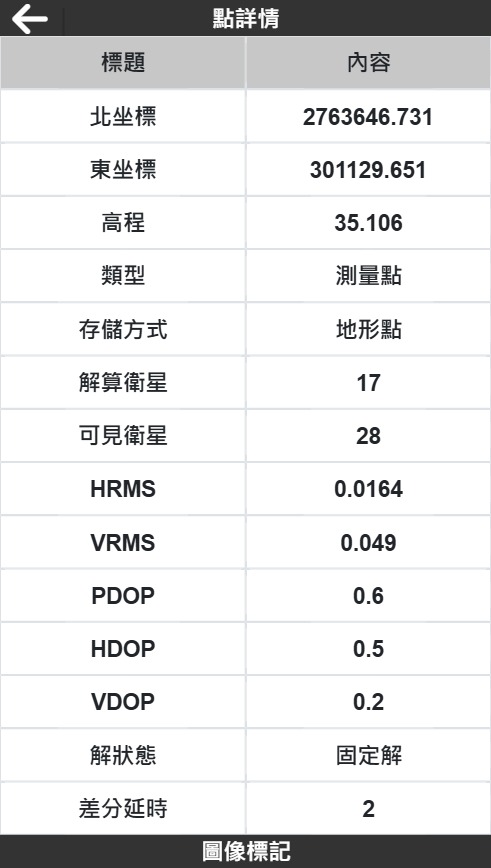 點詳情
標題 內容
北坐標 2763646.731
東坐標 301129.651
高程 35.106
類型 測量點
存儲方式 地形點
解算衛星 17
可見衛星 28
HRMS 0.0164
VRMS 0.049
PDOP 0.6
HDOP 0.5
VDOP 0.2
解狀態 固定解
差分延時 2
圖像標記